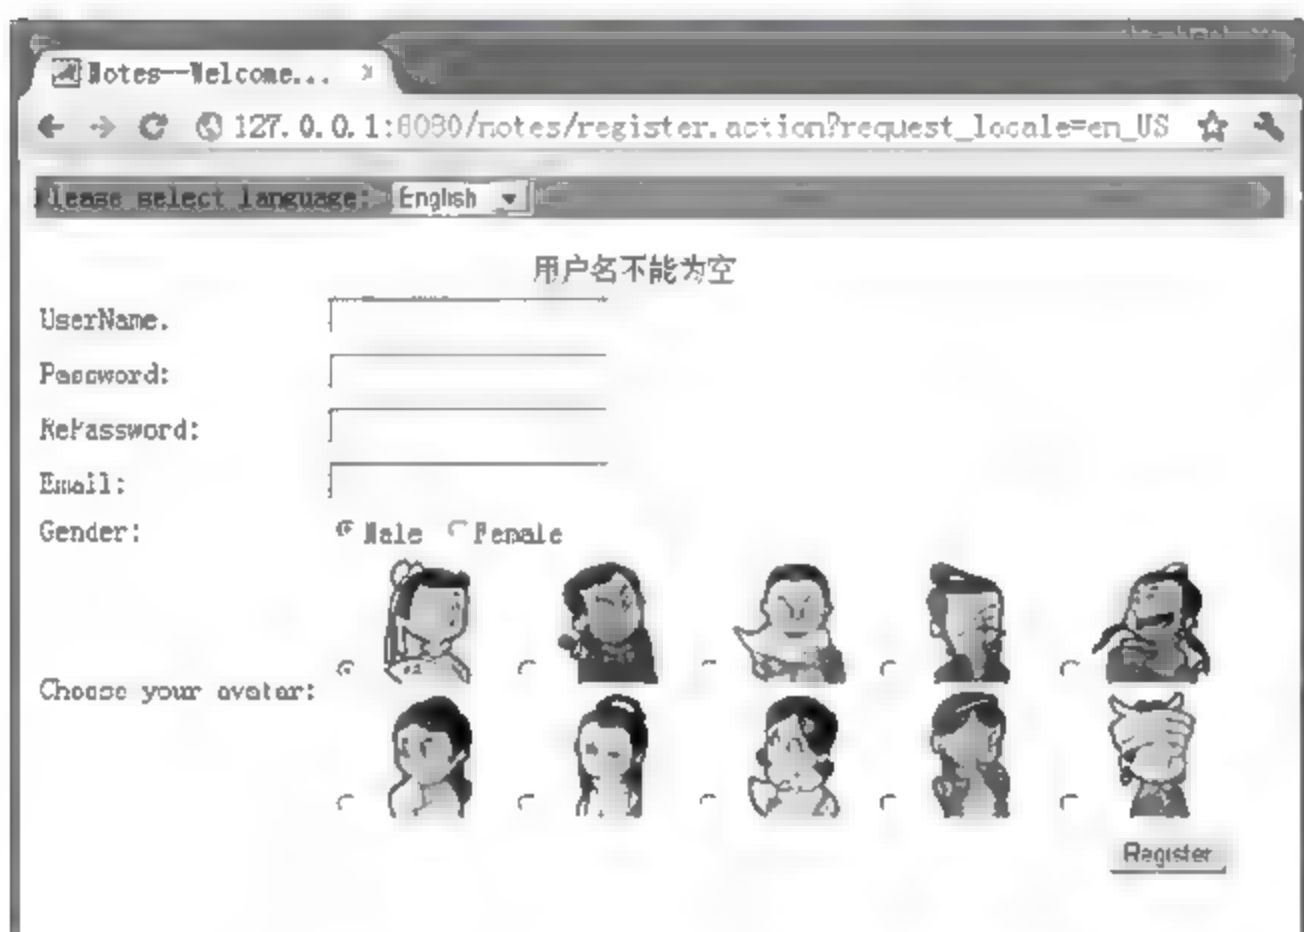 Notes--Welcome... ×
127.0.0.1:8080/notes/register.action?request_locale=en_US
Please select language: English
用户名不能为空
UserName:
Password:
RePassword:
Email:
Gender: Male Female
Choose your avatar:
Register